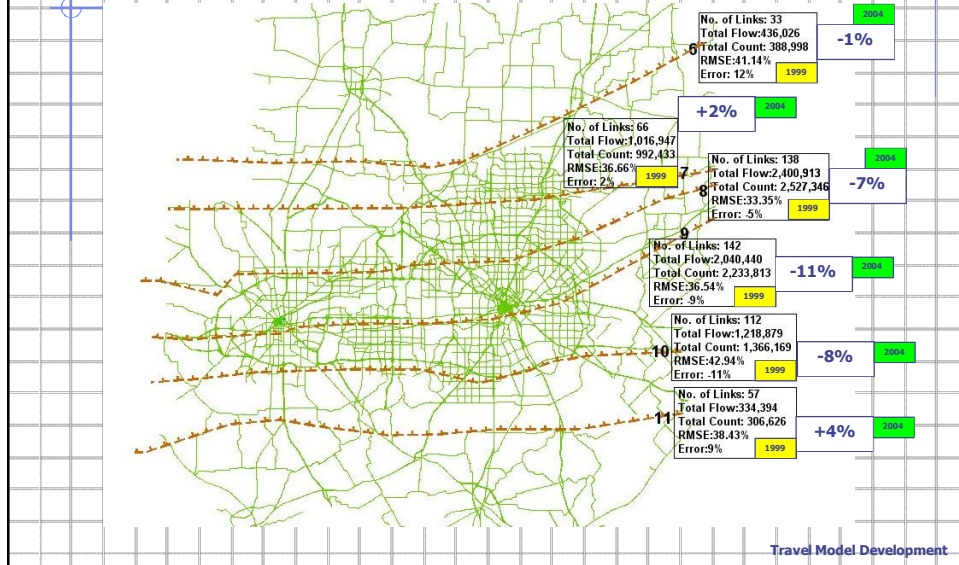 No. of Links: 33
Total Flow:436,026
6 Total Count: 388,998
RMSE:41.14%
Error: 12%
1999
2004
-1%
No. of Links: 66
Total Flow:1,016,947
Total Count: 992,433
RMSE:36.66%
Error: 2%
1999
+2%
2004
7
No. of Links: 138
Total Flow:2,400,913
8 Total Count: 2,527,346
RMSE:33.35%
Error: -5%
1999
2004
-7%
9
No. of Links: 142
Total Flow:2,040,440
Total Count: 2,233,813
RMSE:36.54%
Error: -9%
1999
-11%
2004
No. of Links: 112
Total Flow:1,218,879
10 Total Count: 1,366,169
RMSE:42.94%
Error: -11%
1999
-8%
2004
No. of Links: 57
11 Total Flow:334,394
Total Count: 306,626
RMSE:38.43%
Error:9%
1999
+4%
2004
Travel Model Development